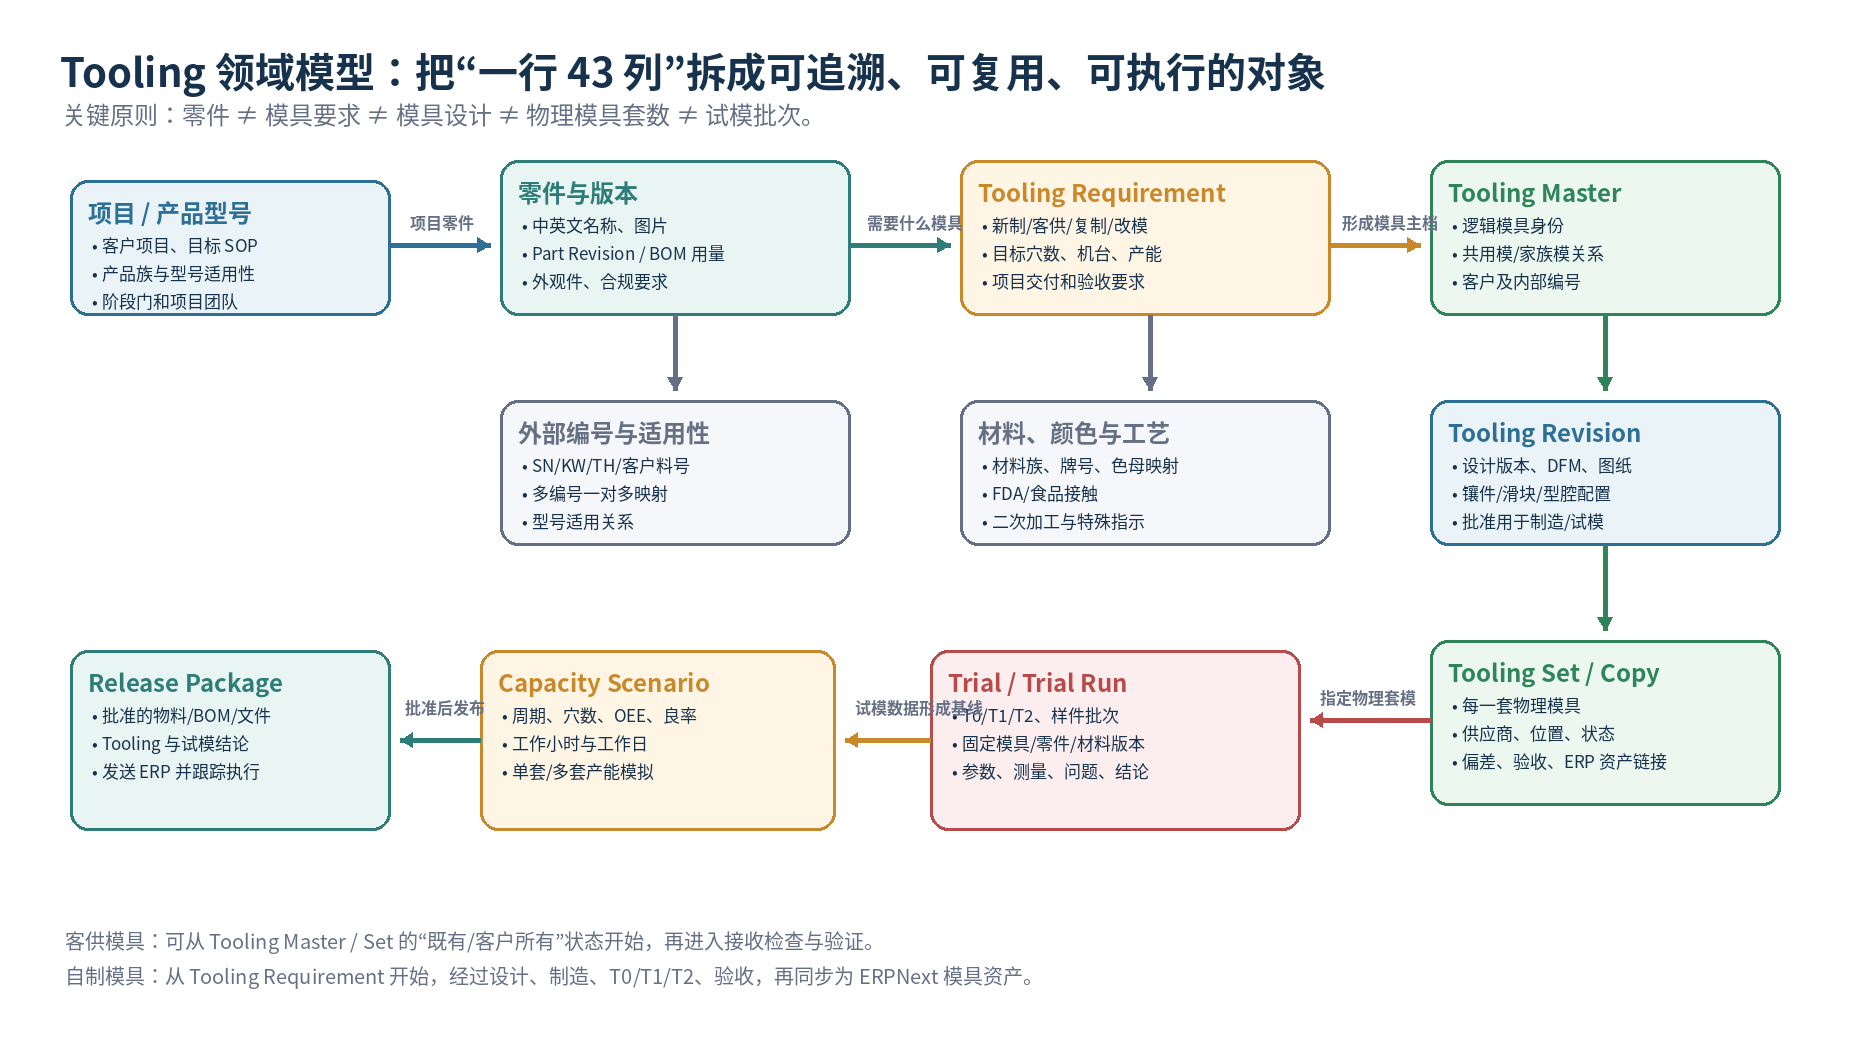 Tooling 领域模型：把“一行 43 列”拆成可追溯、可复用、可执行的对象
关键原则：零件 ≠ 模具要求 ≠ 模具设计 ≠ 物理模具套数 ≠ 试模批次。
项目 / 产品型号
• 客户项目、目标 SOP
• 产品族与型号适用性
• 阶段门和项目团队
项目零件
零件与版本
• 中英文名称、图片
• Part Revision / BOM 用量
• 外观件、合规要求
需要什么模具
Tooling Requirement
• 新制/客供/复制/改模
• 目标穴数、机台、产能
• 项目交付和验收要求
形成模具主档
Tooling Master
• 逻辑模具身份
• 共用模/家族模关系
• 客户及内部编号
外部编号与适用性
• SN/KW/TH/客户料号
• 多编号一对多映射
• 型号适用关系
材料、颜色与工艺
• 材料族、牌号、色母映射
• FDA/食品接触
• 二次加工与特殊指示
Tooling Revision
• 设计版本、DFM、图纸
• 镶件/滑块/型腔配置
• 批准用于制造/试模
Release Package
• 批准的物料/BOM/文件
• Tooling 与试模结论
• 发送 ERP 并跟踪执行
批准后发布
Capacity Scenario
• 周期、穴数、OEE、良率
• 工作小时与工作日
• 单套/多套产能模拟
试模数据形成基线
Trial / Trial Run
• T0/T1/T2、样件批次
• 固定模具/零件/材料版本
• 参数、测量、问题、结论
指定物理套模
Tooling Set / Copy
• 每一套物理模具
• 供应商、位置、状态
• 偏差、验收、ERP 资产链接
客供模具：可从 Tooling Master / Set 的“既有/客户所有”状态开始，再进入接收检查与验证。
自制模具：从 Tooling Requirement 开始，经过设计、制造、T0/T1/T2、验收，再同步为 ERPNext 模具资产。